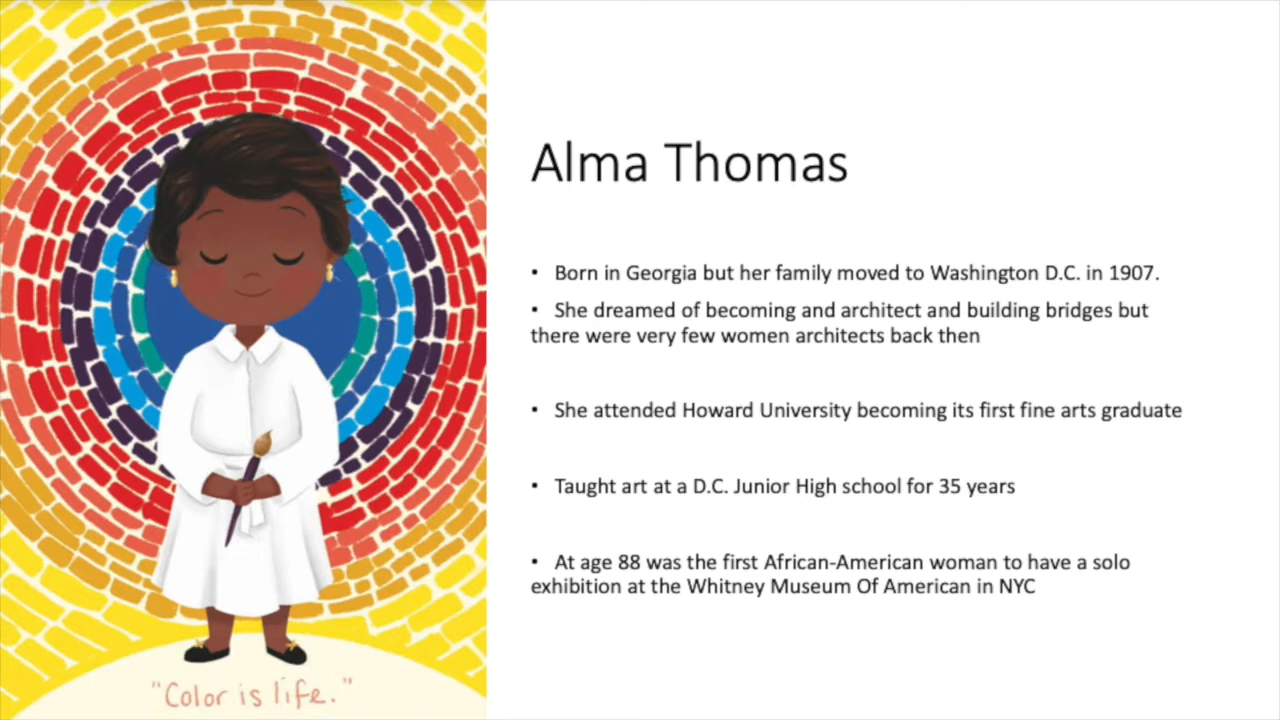 Alma Thomas
• Born in Georgia but her family moved to Washington D.C. in 1907.
• She dreamed of becoming and architect and building bridges but
there were very few women architects back then
• She attended Howard University becoming its first fine arts graduate
• Taught art at a D.C. Junior High school for 35 years
• At age 88 was the first African-American woman to have a solo
exhibition at the Whitney Museum Of American in NYC
"Color is life."